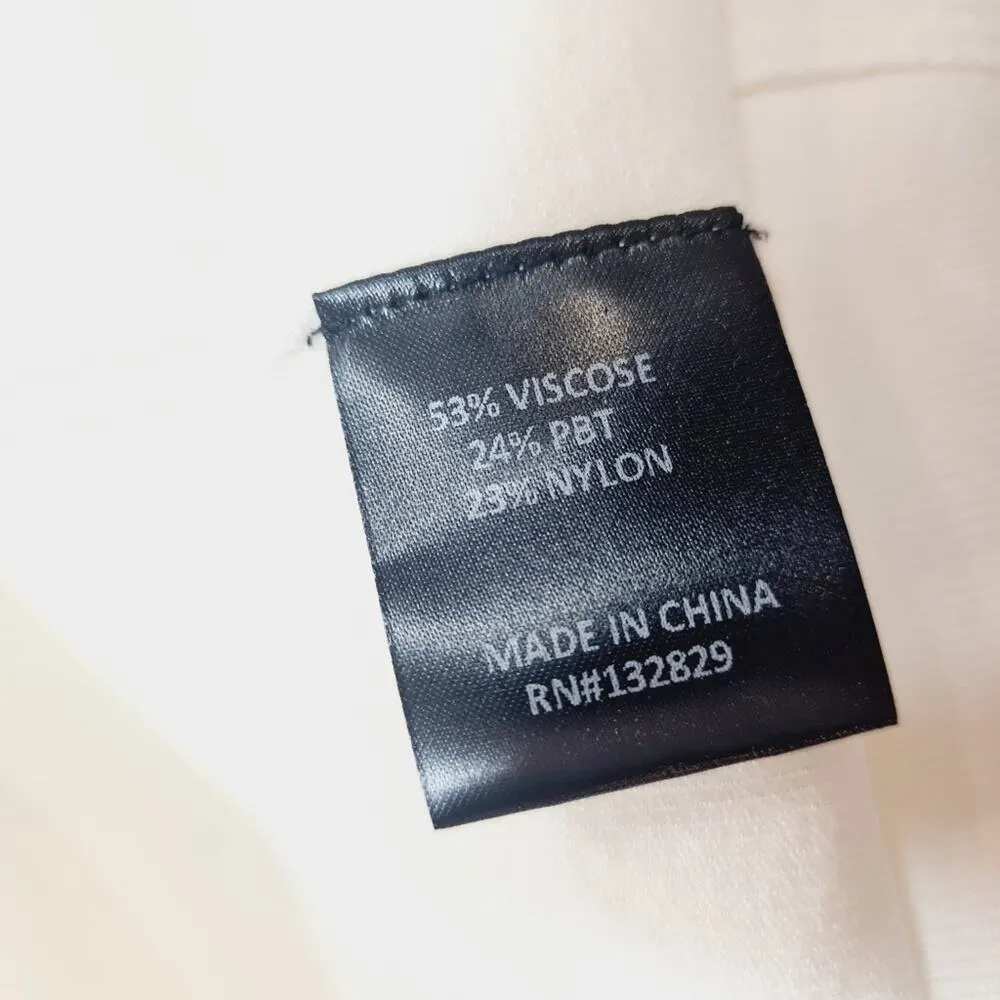 53% VISCOSE
24% PBT
23% NYLON
MADE IN CHINA
RN#132829